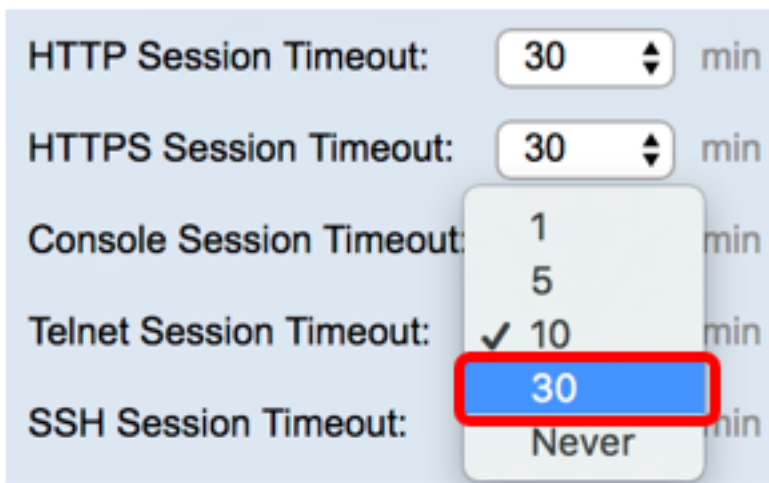 HTTP Session Timeout: 30 min
HTTPS Session Timeout: 30 min
1
Console Session Timeout: min
5
Telnet Session Timeout: ✓ 10 min
30
SSH Session Timeout: min
Never